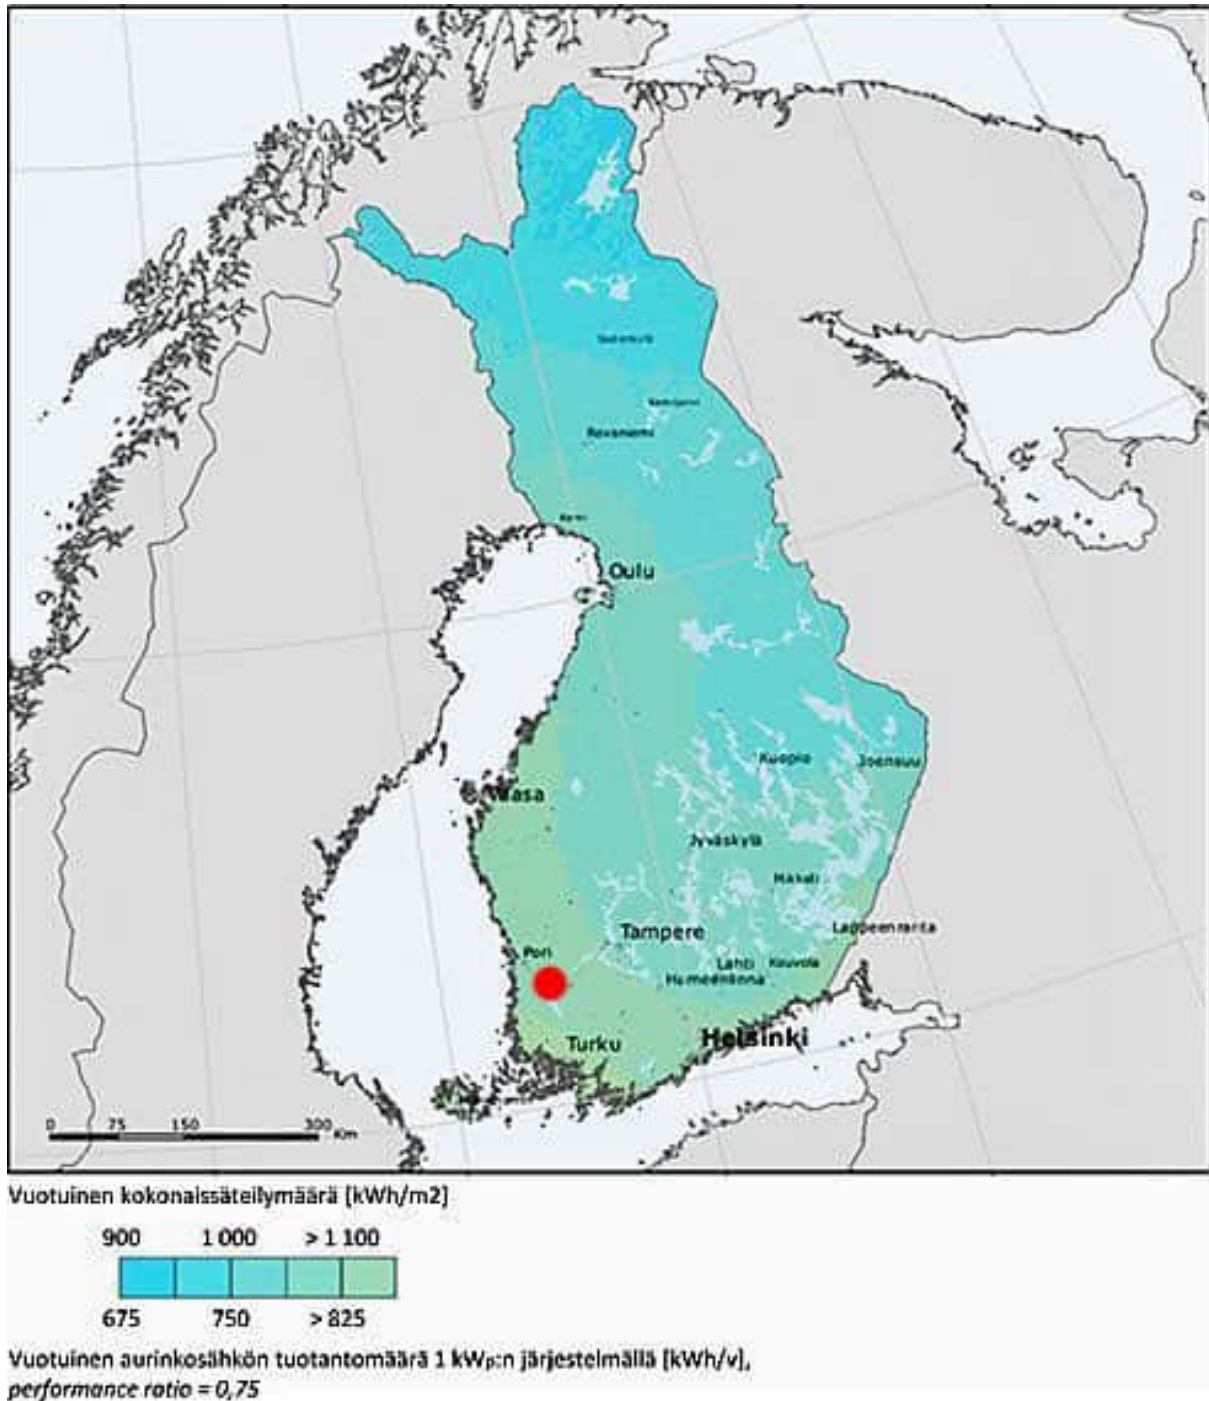 Rovaniemi
Oulu
Kuopio
Joensuu
Jyväskylä
Mikkeli
Lappeenranta
Tampere
Pori
Lahti
Kouvola
Hämeenlinna
Helsinki
Turku
0 75 150 300
Km
Vuotuinen kokonaissäteilymäärä [kWh/m2]
900 1 000 > 1 100
675 750 > 825
Vuotuinen aurinkosähkön tuotantomäärä 1 kWp:n järjestelmällä [kWh/v],
performance ratio = 0,75